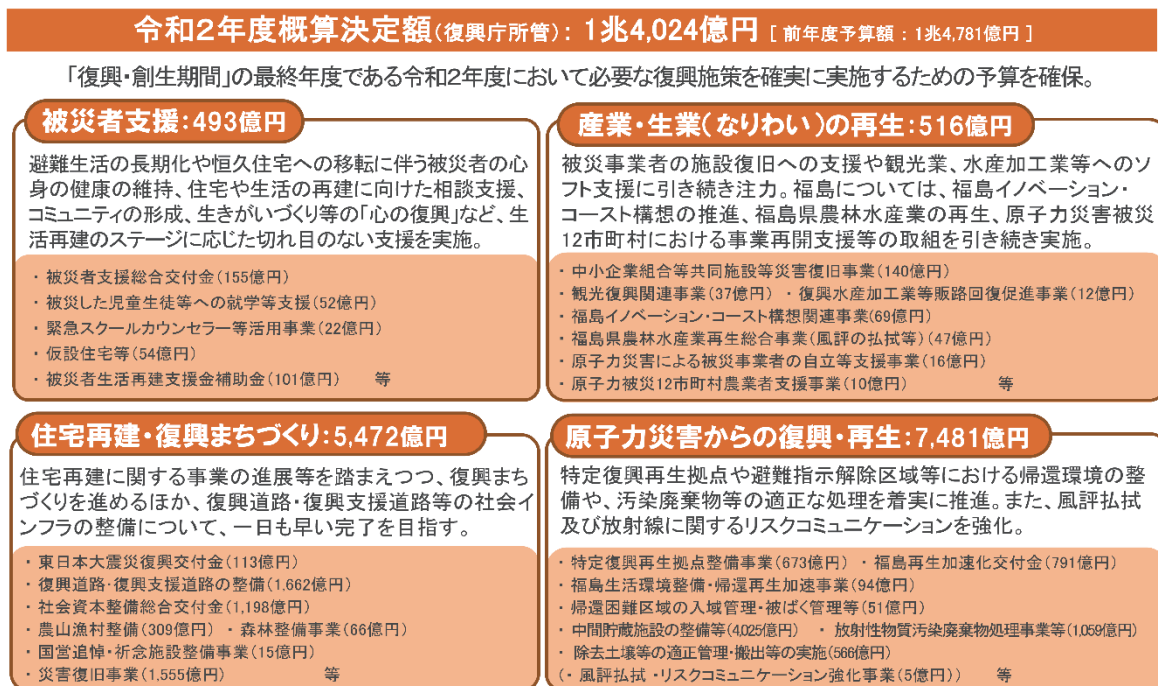 令和2年度概算決定額(復興庁所管): 1兆4,024億円 [ 前年度予算額 : 1兆4,781億円 ]
「復興・創生期間」の最終年度である令和2年度において必要な復興施策を確実に実施するための予算を確保。
被災者支援:493億円
避難生活の長期化や恒久住宅への移転に伴う被災者の心
身の健康の維持、住宅や生活の再建に向けた相談支援、
コミュニティの形成、生きがいづくり等の「心の復興」など、生
活再建のステージに応じた切れ目のない支援を実施。
・ 被災者支援総合交付金(155億円)
・ 被災した児童生徒等への就学等支援(52億円)
・ 緊急スクールカウンセラー等活用事業(22億円)
・ 仮設住宅等(54億円)
・ 被災者生活再建支援金補助金(101億円) 等
産業・生業(なりわい)の再生:516億円
被災事業者の施設復旧への支援や観光業、水産加工業等へのソ
フト支援に引き続き注力。福島については、福島イノベーション・
コースト構想の推進、福島県農林水産業の再生、原子力災害被災
12市町村における事業再開支援等の取組を引き続き実施。
・ 中小企業組合等共同施設等災害復旧事業(140億円)
・ 観光復興関連事業(37億円) ・ 復興水産加工業等販路回復促進事業(12億円)
・ 福島イノベーション・コースト構想関連事業(69億円)
・ 福島県農林水産業再生総合事業(風評の払拭等)(47億円)
・ 原子力災害による被災事業者の自立等支援事業(16億円)
・ 原子力被災12市町村農業者支援事業(10億円) 等
住宅再建・復興まちづくり:5,472億円
住宅再建に関する事業の進展等を踏まえつつ、復興まち
づくりを進めるほか、復興道路・復興支援道路等の社会イ
ンフラの整備について、一日も早い完了を目指す。
・ 東日本大震災復興交付金(113億円)
・ 復興道路・復興支援道路の整備(1,662億円)
・ 社会資本整備総合交付金(1,198億円)
・ 農山漁村整備(309億円) ・ 森林整備事業(66億円)
・ 国営追悼・祈念施設整備事業(15億円)
・ 災害復旧事業(1,555億円) 等
原子力災害からの復興・再生:7,481億円
特定復興再生拠点や避難指示解除区域等における帰還環境の整
備や、汚染廃棄物等の適正な処理を着実に推進。また、風評払拭
及び放射線に関するリスクコミュニケーションを強化。
・ 特定復興再生拠点整備事業(673億円) ・ 福島再生加速化交付金(791億円)
・ 福島生活環境整備・帰還再生加速事業(94億円)
・ 帰還困難区域の入域管理・被ばく管理等(51億円)
・ 中間貯蔵施設の整備等(4,025億円) ・ 放射性物質汚染廃棄物処理事業等(1,059億円)
・ 除去土壌等の適正管理・搬出等の実施(566億円)
(・ 風評払拭 ・リスクコミュニケーション強化事業(5億円)) 等